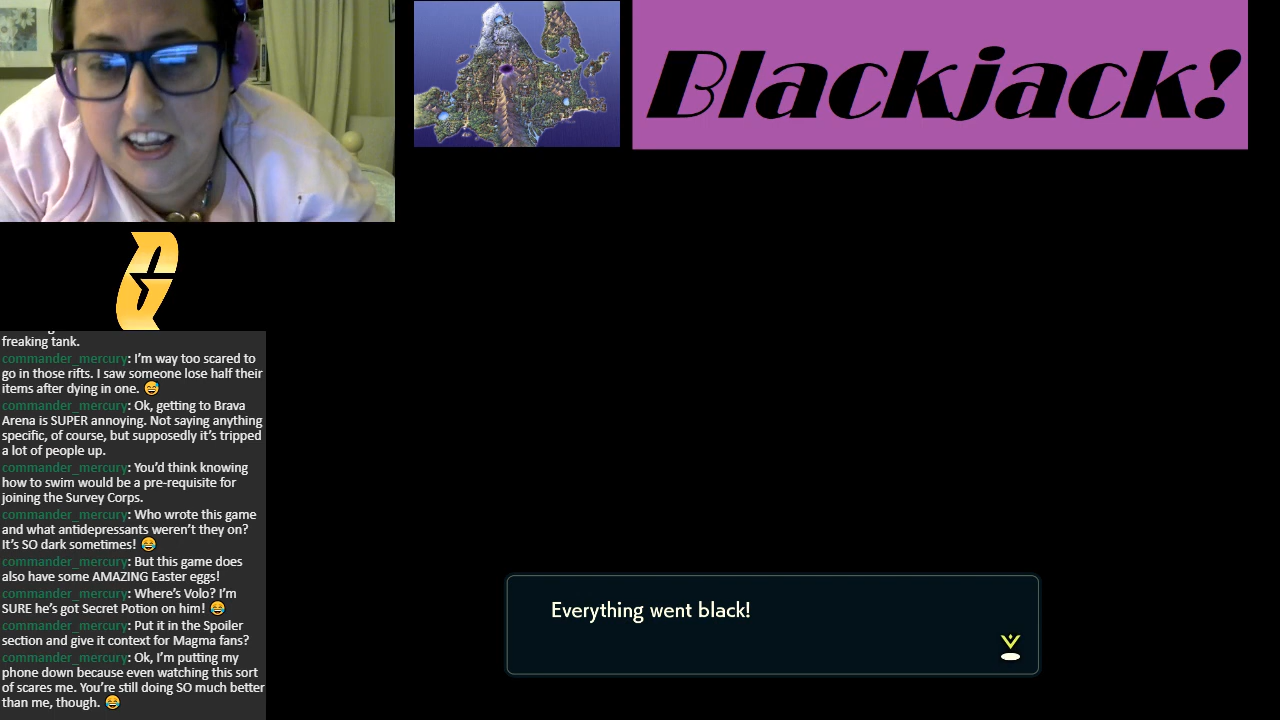 Blackjack!
freaking tank.
commander_mercury: I'm way too scared to
go in those rifts. I saw someone lose half their
items after dying in one. 😅
commander_mercury: Ok, getting to Brava
Arena is SUPER annoying. Not saying anything
specific, of course, but supposedly it's tripped
a lot of people up.
commander_mercury: You'd think knowing
how to swim would be a pre-requisite for
joining the Survey Corps.
commander_mercury: Who wrote this game
and what antidepressants weren't they on?
It's SO dark sometimes! 😂
commander_mercury: But this game does
also have some AMAZING Easter eggs!
commander_mercury: Where's Volo? I'm
SURE he's got Secret Potion on him! 😂
commander_mercury: Put it in the Spoiler
section and give it context for Magma fans?
commander_mercury: Ok, I'm putting my
phone down because even watching this sort
of scares me. You're still doing SO much better
than me, though. 😂
Everything went black!